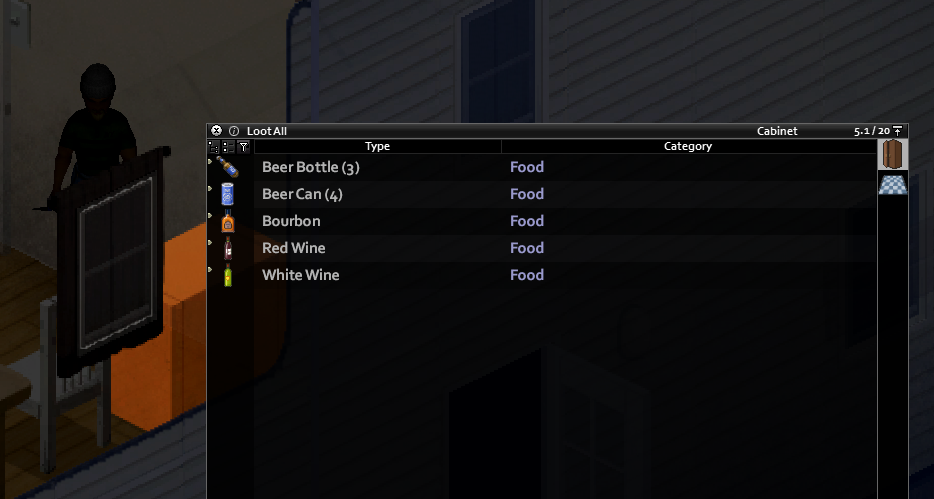 Loot All Cabinet 5.1 / 20
Type Category
Beer Bottle (3) Food
Beer Can (4) Food
Bourbon Food
Red Wine Food
White Wine Food